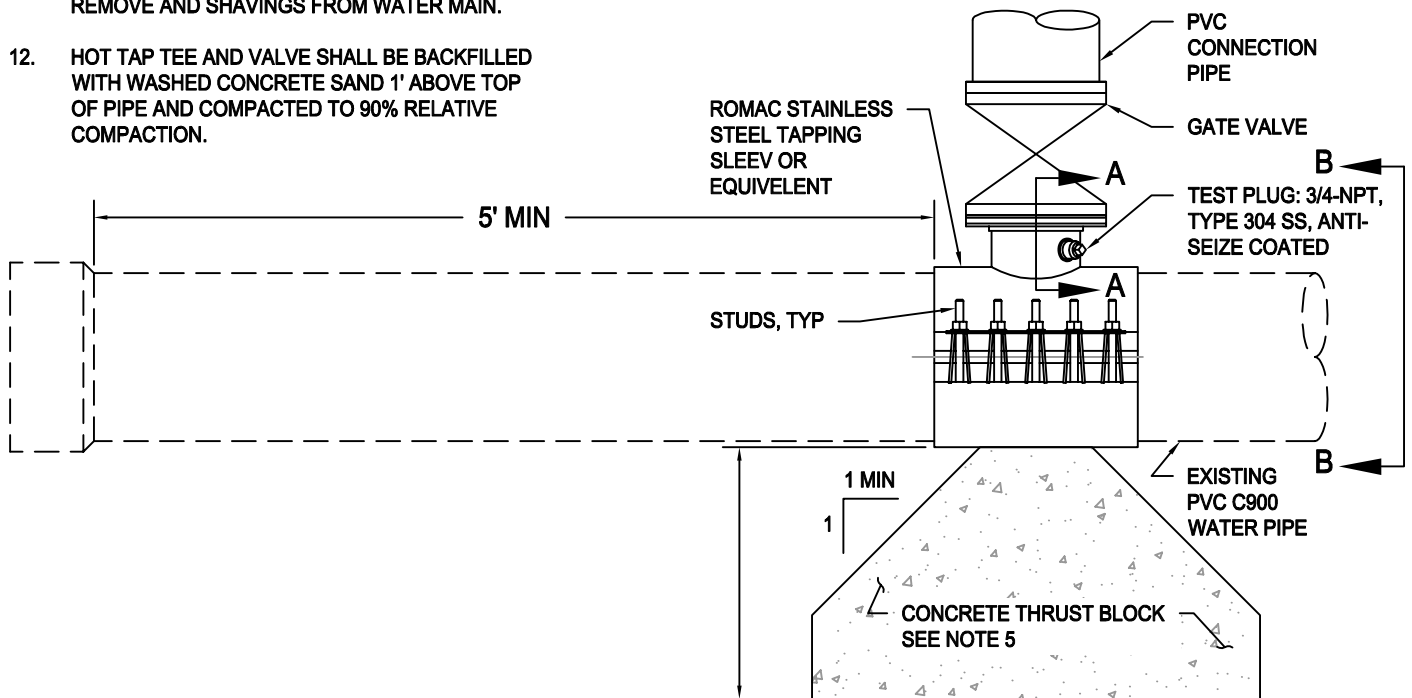 REMOVE AND SHAVINGS FROM WATER MAIN.
12. HOT TAP TEE AND VALVE SHALL BE BACKFILLED
WITH WASHED CONCRETE SAND 1' ABOVE TOP
OF PIPE AND COMPACTED TO 90% RELATIVE
COMPACTION.
PVC
CONNECTION
PIPE
ROMAC STAINLESS
STEEL TAPPING
SLEEV OR
EQUIVELENT
GATE VALVE
B
A
TEST PLUG: 3/4-NPT,
TYPE 304 SS, ANTI-
SEIZE COATED
5' MIN
A
STUDS, TYP
B
EXISTING
PVC C900
WATER PIPE
1 MIN
1
CONCRETE THRUST BLOCK
SEE NOTE 5